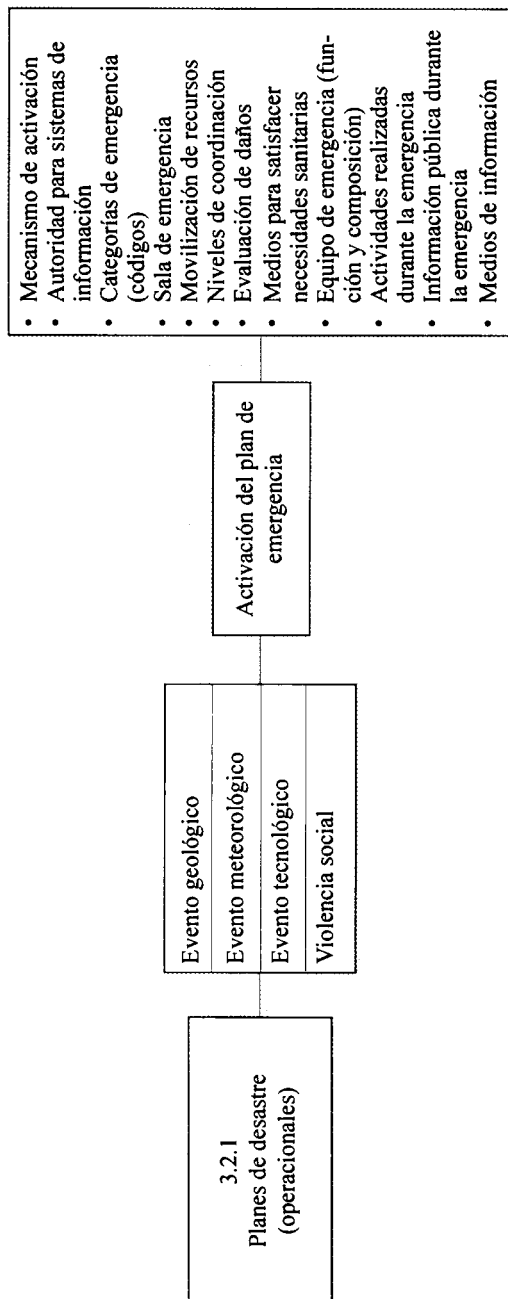 3.2.1
Planes de desastre
(operacionales)
Evento geológico
Evento meteorológico
Evento tecnológico
Violencia social
Activación del plan de
emergencia
• Mecanismo de activación
• Autoridad para sistemas de
información
• Categorías de emergencia
(códigos)
• Sala de emergencia
• Movilización de recursos
• Niveles de coordinación
• Evaluación de daños
• Medios para satisfacer
necesidades sanitarias
• Equipo de emergencia (fun-
ción y composición)
• Actividades realizadas
durante la emergencia
• Información pública durante
la emergencia
• Medios de información